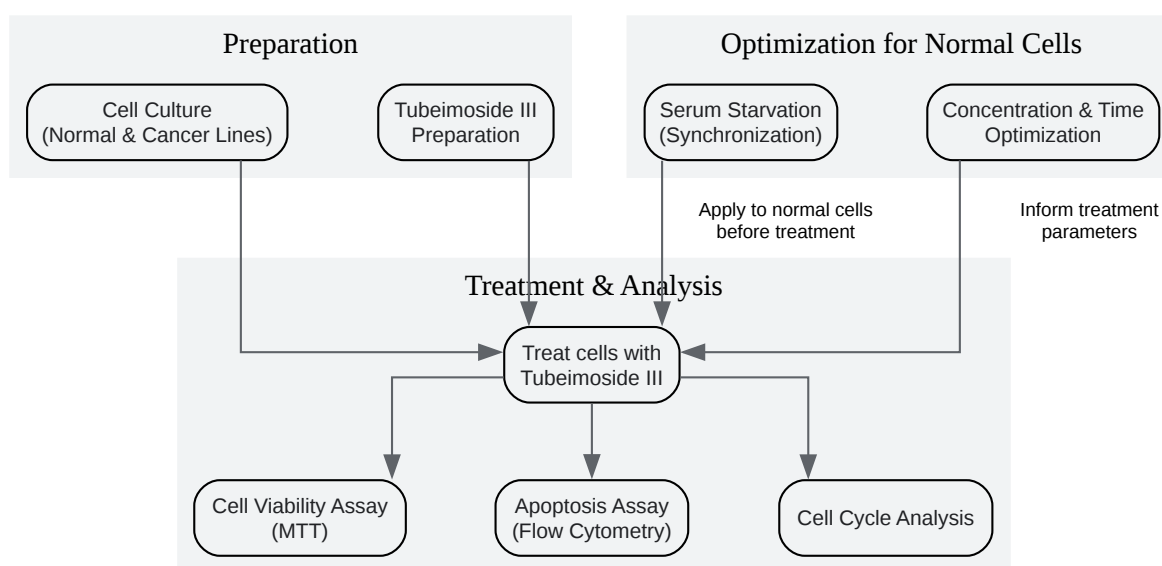 Preparation
Optimization for Normal Cells
Cell Culture
(Normal & Cancer Lines)
Tubeimoside III
Preparation
Serum Starvation
(Synchronization)
Concentration & Time
Optimization
Apply to normal cells
before treatment
Inform treatment
parameters
Treatment & Analysis
Treat cells with
Tubeimoside III
Cell Viability Assay
(MTT)
Apoptosis Assay
(Flow Cytometry)
Cell Cycle Analysis